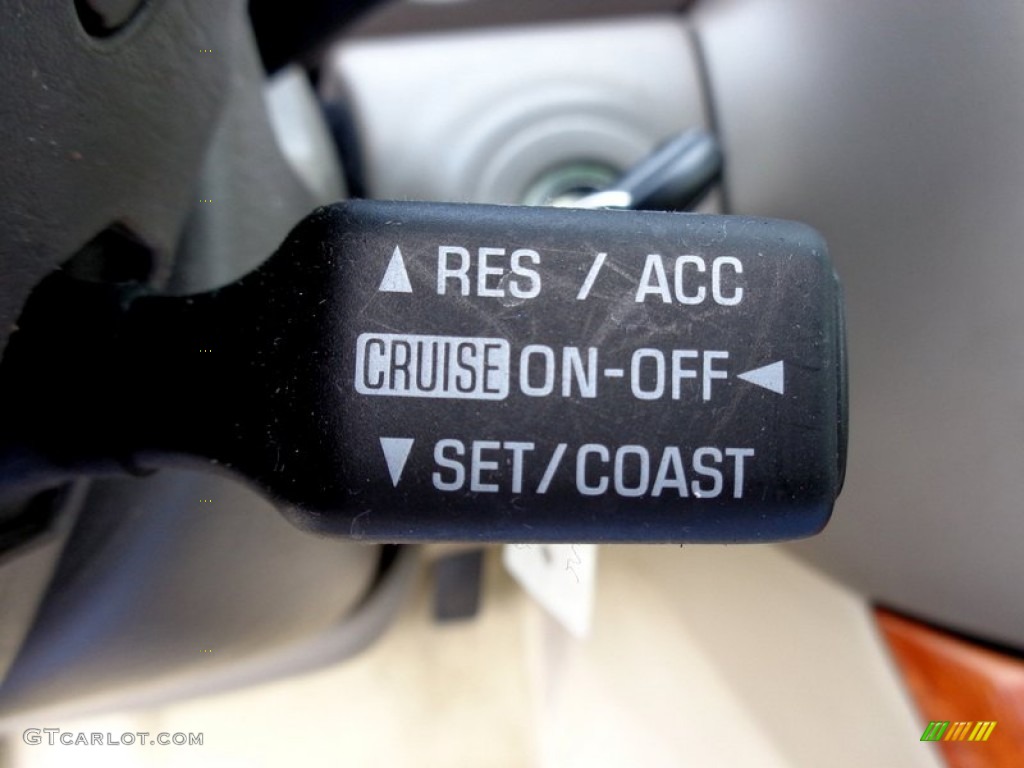 ▲ RES / ACC
CRUISE ON-OFF ◀
▼ SET/COAST
GTCARLOT.COM